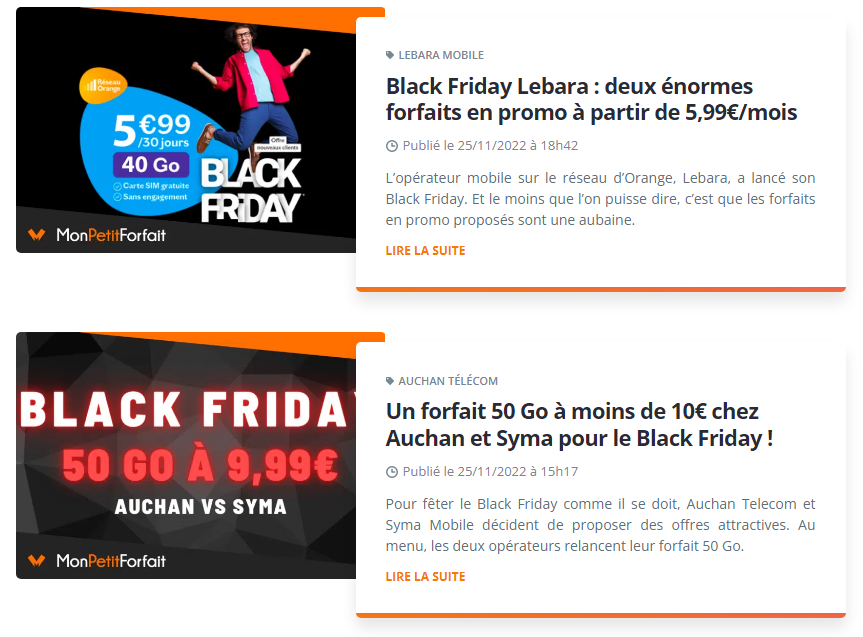 Réseau
Orange
5€99
/30 jours
40 Go
Carte SIM gratuite
Sans engagement
Offre
nouveaux clients
BLACK
FRIDAY
MonPetitForfait
LEBARA MOBILE
Black Friday Lebara : deux énormes
forfaits en promo à partir de 5,99€/mois
Publié le 25/11/2022 à 18h42
L’opérateur mobile sur le réseau d’Orange, Lebara, a lancé son
Black Friday. Et le moins que l’on puisse dire, c’est que les forfaits
en promo proposés sont une aubaine.
LIRE LA SUITE
BLACK FRIDAY
50 GO À 9,99€
AUCHAN VS SYMA
MonPetitForfait
AUCHAN TÉLÉCOM
Un forfait 50 Go à moins de 10€ chez
Auchan et Syma pour le Black Friday !
Publié le 25/11/2022 à 15h17
Pour fêter le Black Friday comme il se doit, Auchan Telecom et
Syma Mobile décident de proposer des offres attractives. Au
menu, les deux opérateurs relancent leur forfait 50 Go.
LIRE LA SUITE